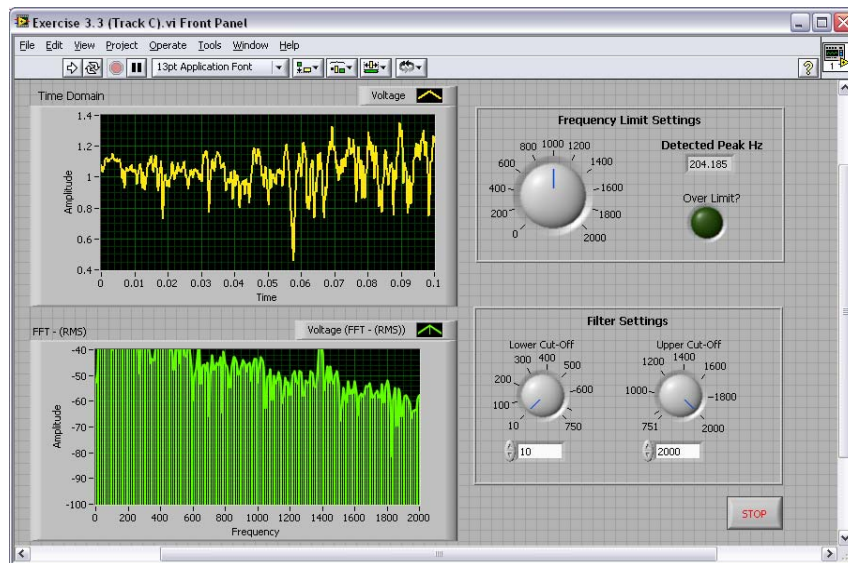 Exercise 3.3 (Track C).vi Front Panel
File Edit View Project Operate Tools Window Help
13pt Application Font
?
1
Time Domain
Voltage
1.4
1.2
1
0.8
0.6
0.4
Amplitude
0 0.01 0.02 0.03 0.04 0.05 0.06 0.07 0.08 0.09 0.1
Time
Frequency Limit Settings
0 200 400 600 800 1000 1200 1400 1600 1800 2000
Detected Peak Hz
204.185
Over Limit?
FFT - (RMS)
Voltage (FFT - (RMS))
-40
-50
-60
-70
-80
-90
-100
Amplitude
0 200 400 600 800 1000 1200 1400 1600 1800 2000
Frequency
Filter Settings
Lower Cut-Off
10 100 200 300 400 500 600 750
10
Upper Cut-Off
751 1000 1200 1400 1600 1800 2000
2000
STOP